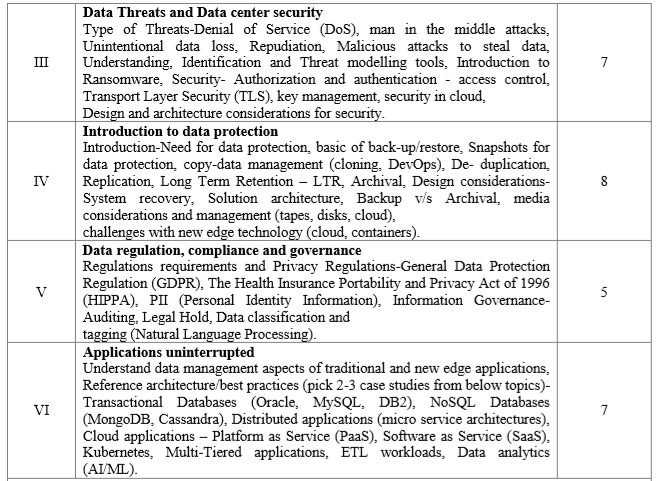 Data Threats and Data center security
Type of Threats-Denial of Service (DoS), man in the middle attacks,
Unintentional data loss, Repudiation, Malicious attacks to steal data,
Understanding, Identification and Threat modelling tools, Introduction to
III
7
Ransomware, Security- Authorization and authentication - access control,
Transport Layer Security (TLS), key management, security in cloud,
Design and architecture considerations for security.
Introduction to data protection
Introduction-Need for data protection, basic of back-up/restore, Snapshots for
data protection, copy-data management (cloning, DevOps), De- duplication,
IV
Replication, Long Term Retention – LTR, Archival, Design considerations-
8
System recovery, Solution architecture, Backup v/s Archival, media
considerations and management (tapes, disks, cloud),
challenges with new edge technology (cloud, containers).
Data regulation, compliance and governance
Regulations requirements and Privacy Regulations-General Data Protection
Regulation (GDPR), The Health Insurance Portability and Privacy Act of 1996
V
(HIPPA), PII (Personal Identity Information), Information Governance-
5
Auditing, Legal Hold, Data classification and
tagging (Natural Language Processing).
Applications uninterrupted
Understand data management aspects of traditional and new edge applications,
Reference architecture/best practices (pick 2-3 case studies from below topics)-
Transactional Databases (Oracle, MySQL, DB2), NoSQL Databases
VI
(MongoDB, Cassandra), Distributed applications (micro service architectures),
7
Cloud applications – Platform as Service (PaaS), Software as Service (SaaS),
Kubernetes, Multi-Tiered applications, ETL workloads, Data analytics
(AI/ML).